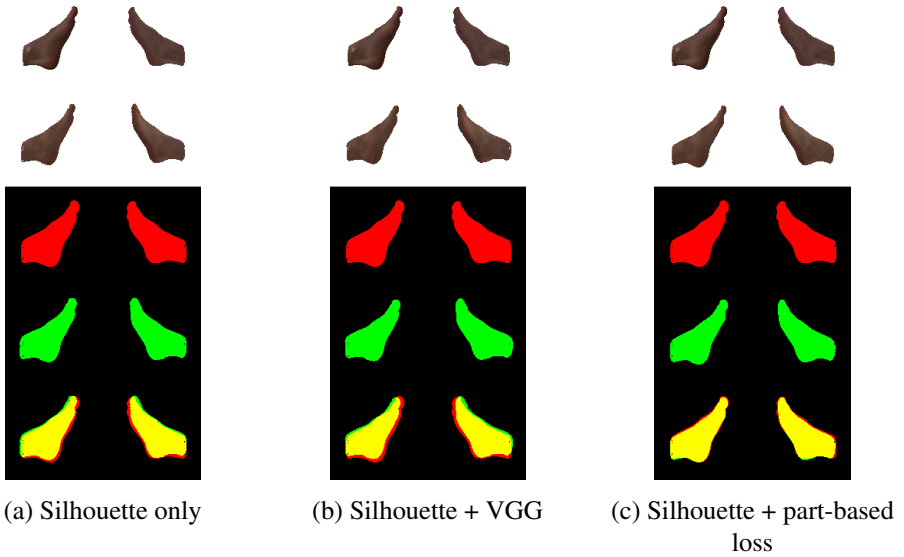 (a) Silhouette only
(b) Silhouette + VGG
(c) Silhouette + part-based
loss